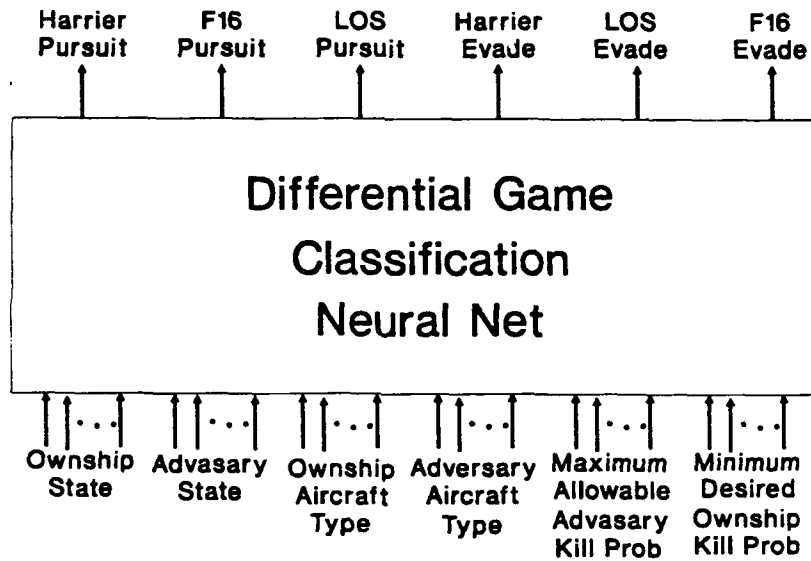 Harrier F16 LOS Harrier LOS F16
Pursuit Pursuit Pursuit Evade Evade Evade
Differential Game
Classification
Neural Net
Ownship
State
Advasary
State
Ownship
Aircraft
Type
Adversary
Aircraft
Type
Maximum
Allowable
Advasary
Kill Prob
Minimum
Desired
Ownship
Kill Prob